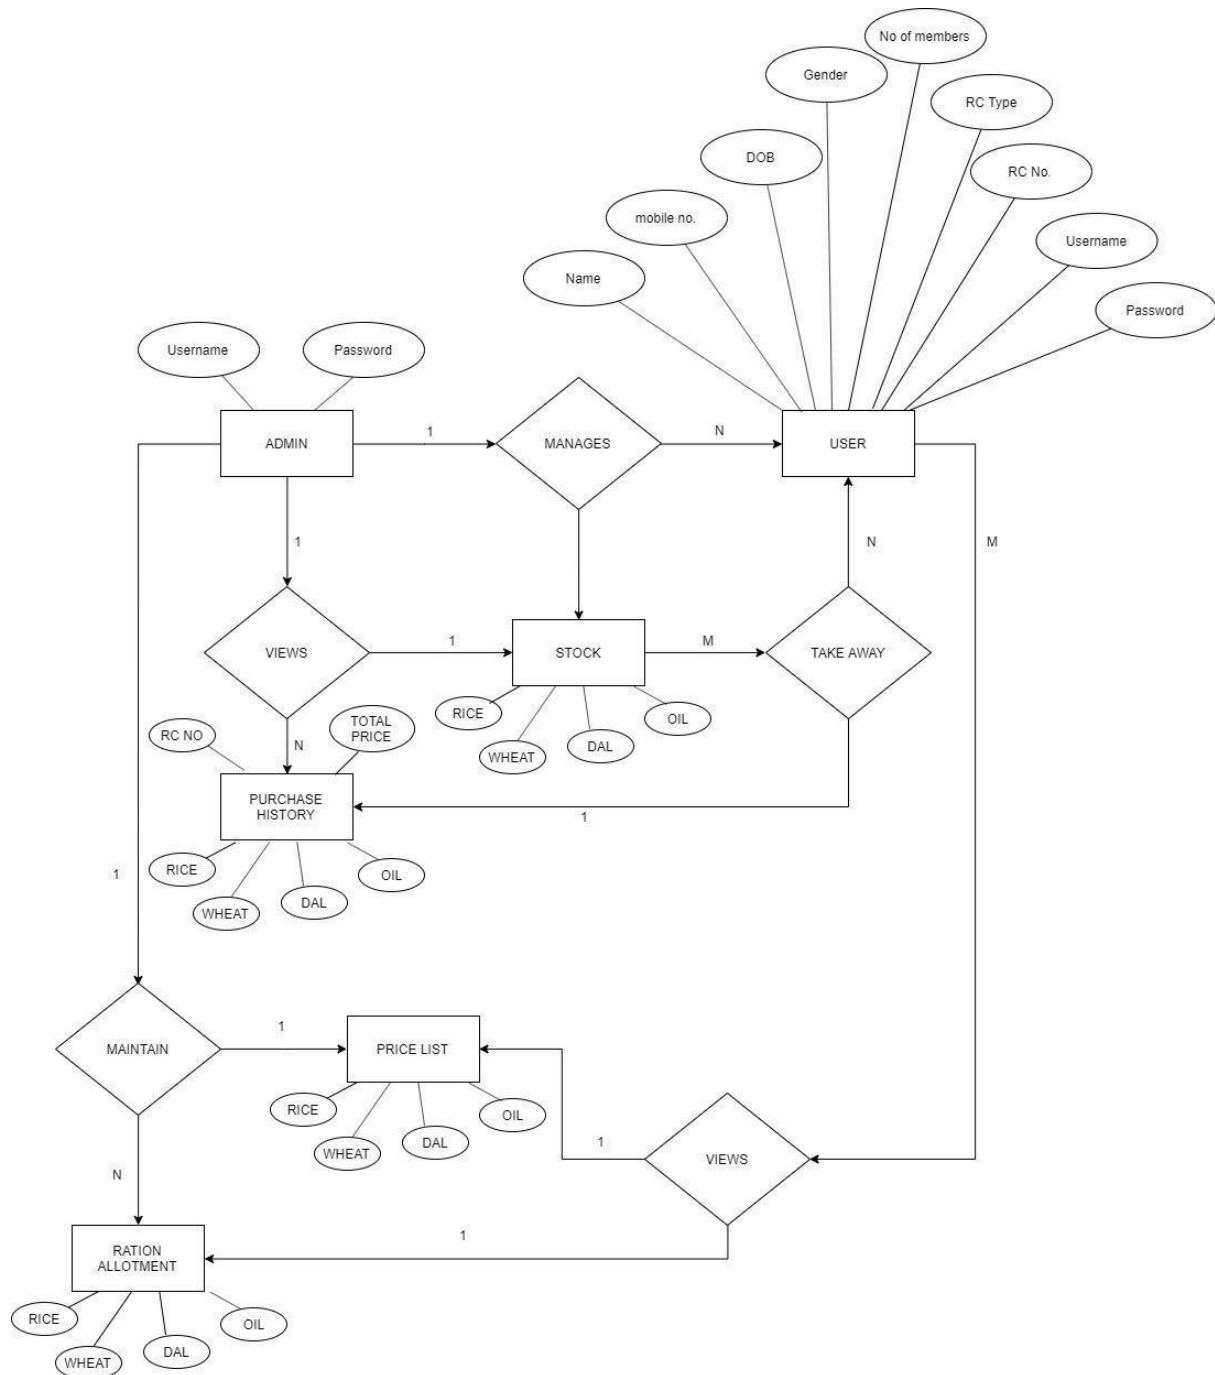 No of members
Gender
RC Type
DOB
RC No.
mobile no.
Username
Name
Password
Username
Password
ADMIN
1
MANAGES
N
USER
1
N
M
VIEWS
1
STOCK
M
TAKE AWAY
RICE
WHEAT
DAL
OIL
RC NO
N
TOTAL
PRICE
PURCHASE
HISTORY
1
RICE
WHEAT
DAL
OIL
1
MAINTAIN
1
PRICE LIST
RICE
WHEAT
DAL
OIL
1
VIEWS
N
1
RATION
ALLOTMENT
RICE
WHEAT
DAL
OIL